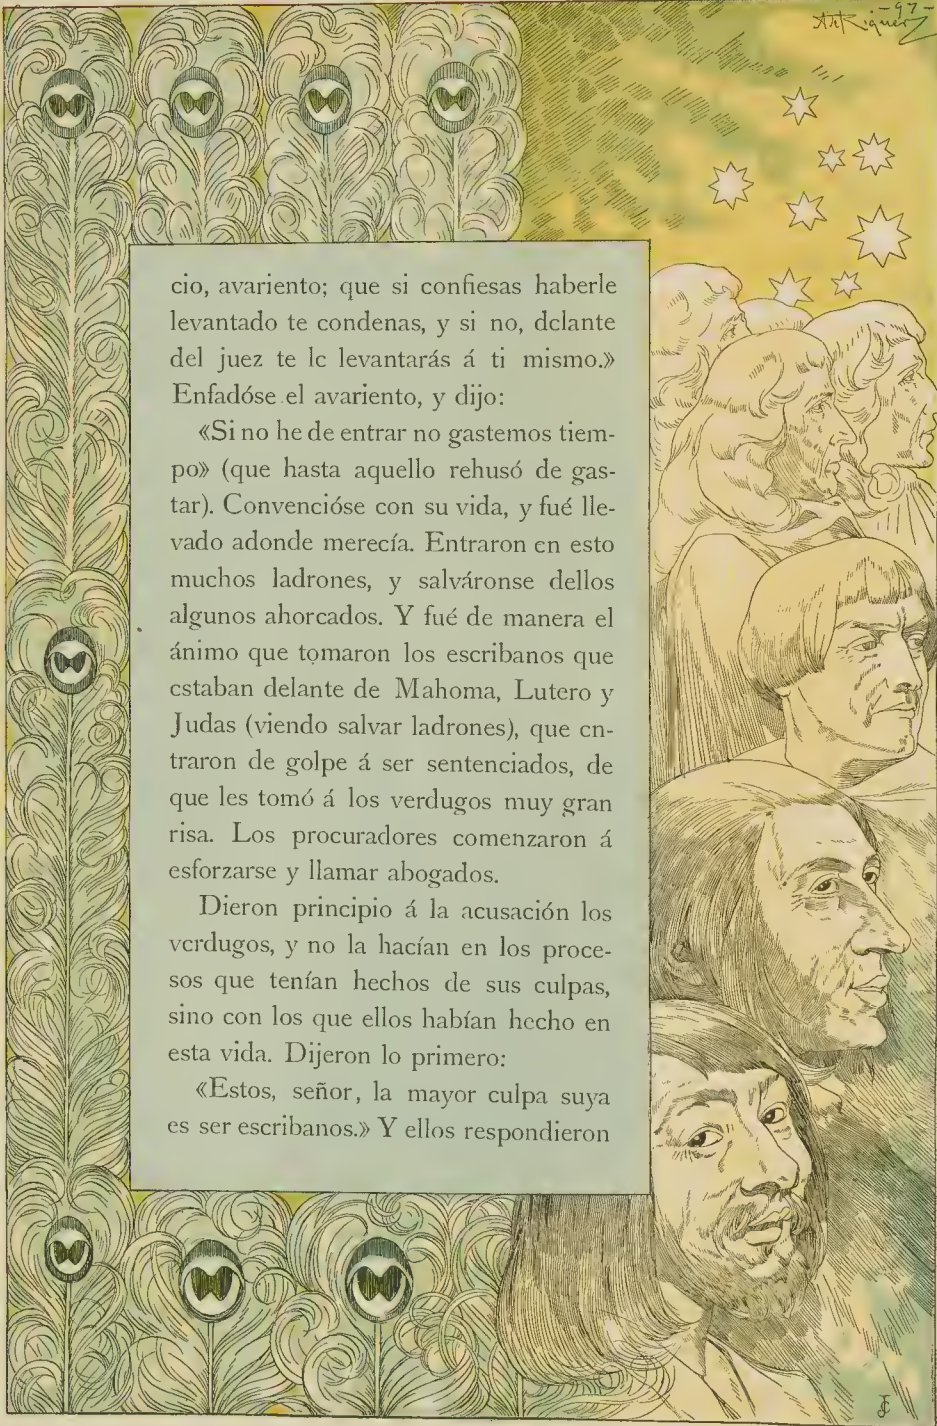 -97-
A. de Riquer
cio, avariento; que si confiesas haberle
levantado te condenas, y si no, delante
del juez te le levantarás á ti mismo.»
Enfadóse el avariento, y dijo:
«Si no he de entrar no gastemos tiem-
po» (que hasta aquello rehusó de gas-
tar). Convencióse con su vida, y fué lle-
vado adonde merecía. Entraron en esto
muchos ladrones, y salváronse dellos
algunos ahorcados. Y fué de manera el
ánimo que tomaron los escribanos que
estaban delante de Mahoma, Lutero y
Judas (viendo salvar ladrones), que en-
traron de golpe á ser sentenciados, de
que les tomó á los verdugos muy gran
risa. Los procuradores comenzaron á
esforzarse y llamar abogados.
Dieron principio á la acusación los
verdugos, y no la hacían en los proce-
sos que tenían hechos de sus culpas,
sino con los que ellos habían hecho en
esta vida. Dijeron lo primero:
«Estos, señor, la mayor culpa suya
es ser escribanos.» Y ellos respondieron